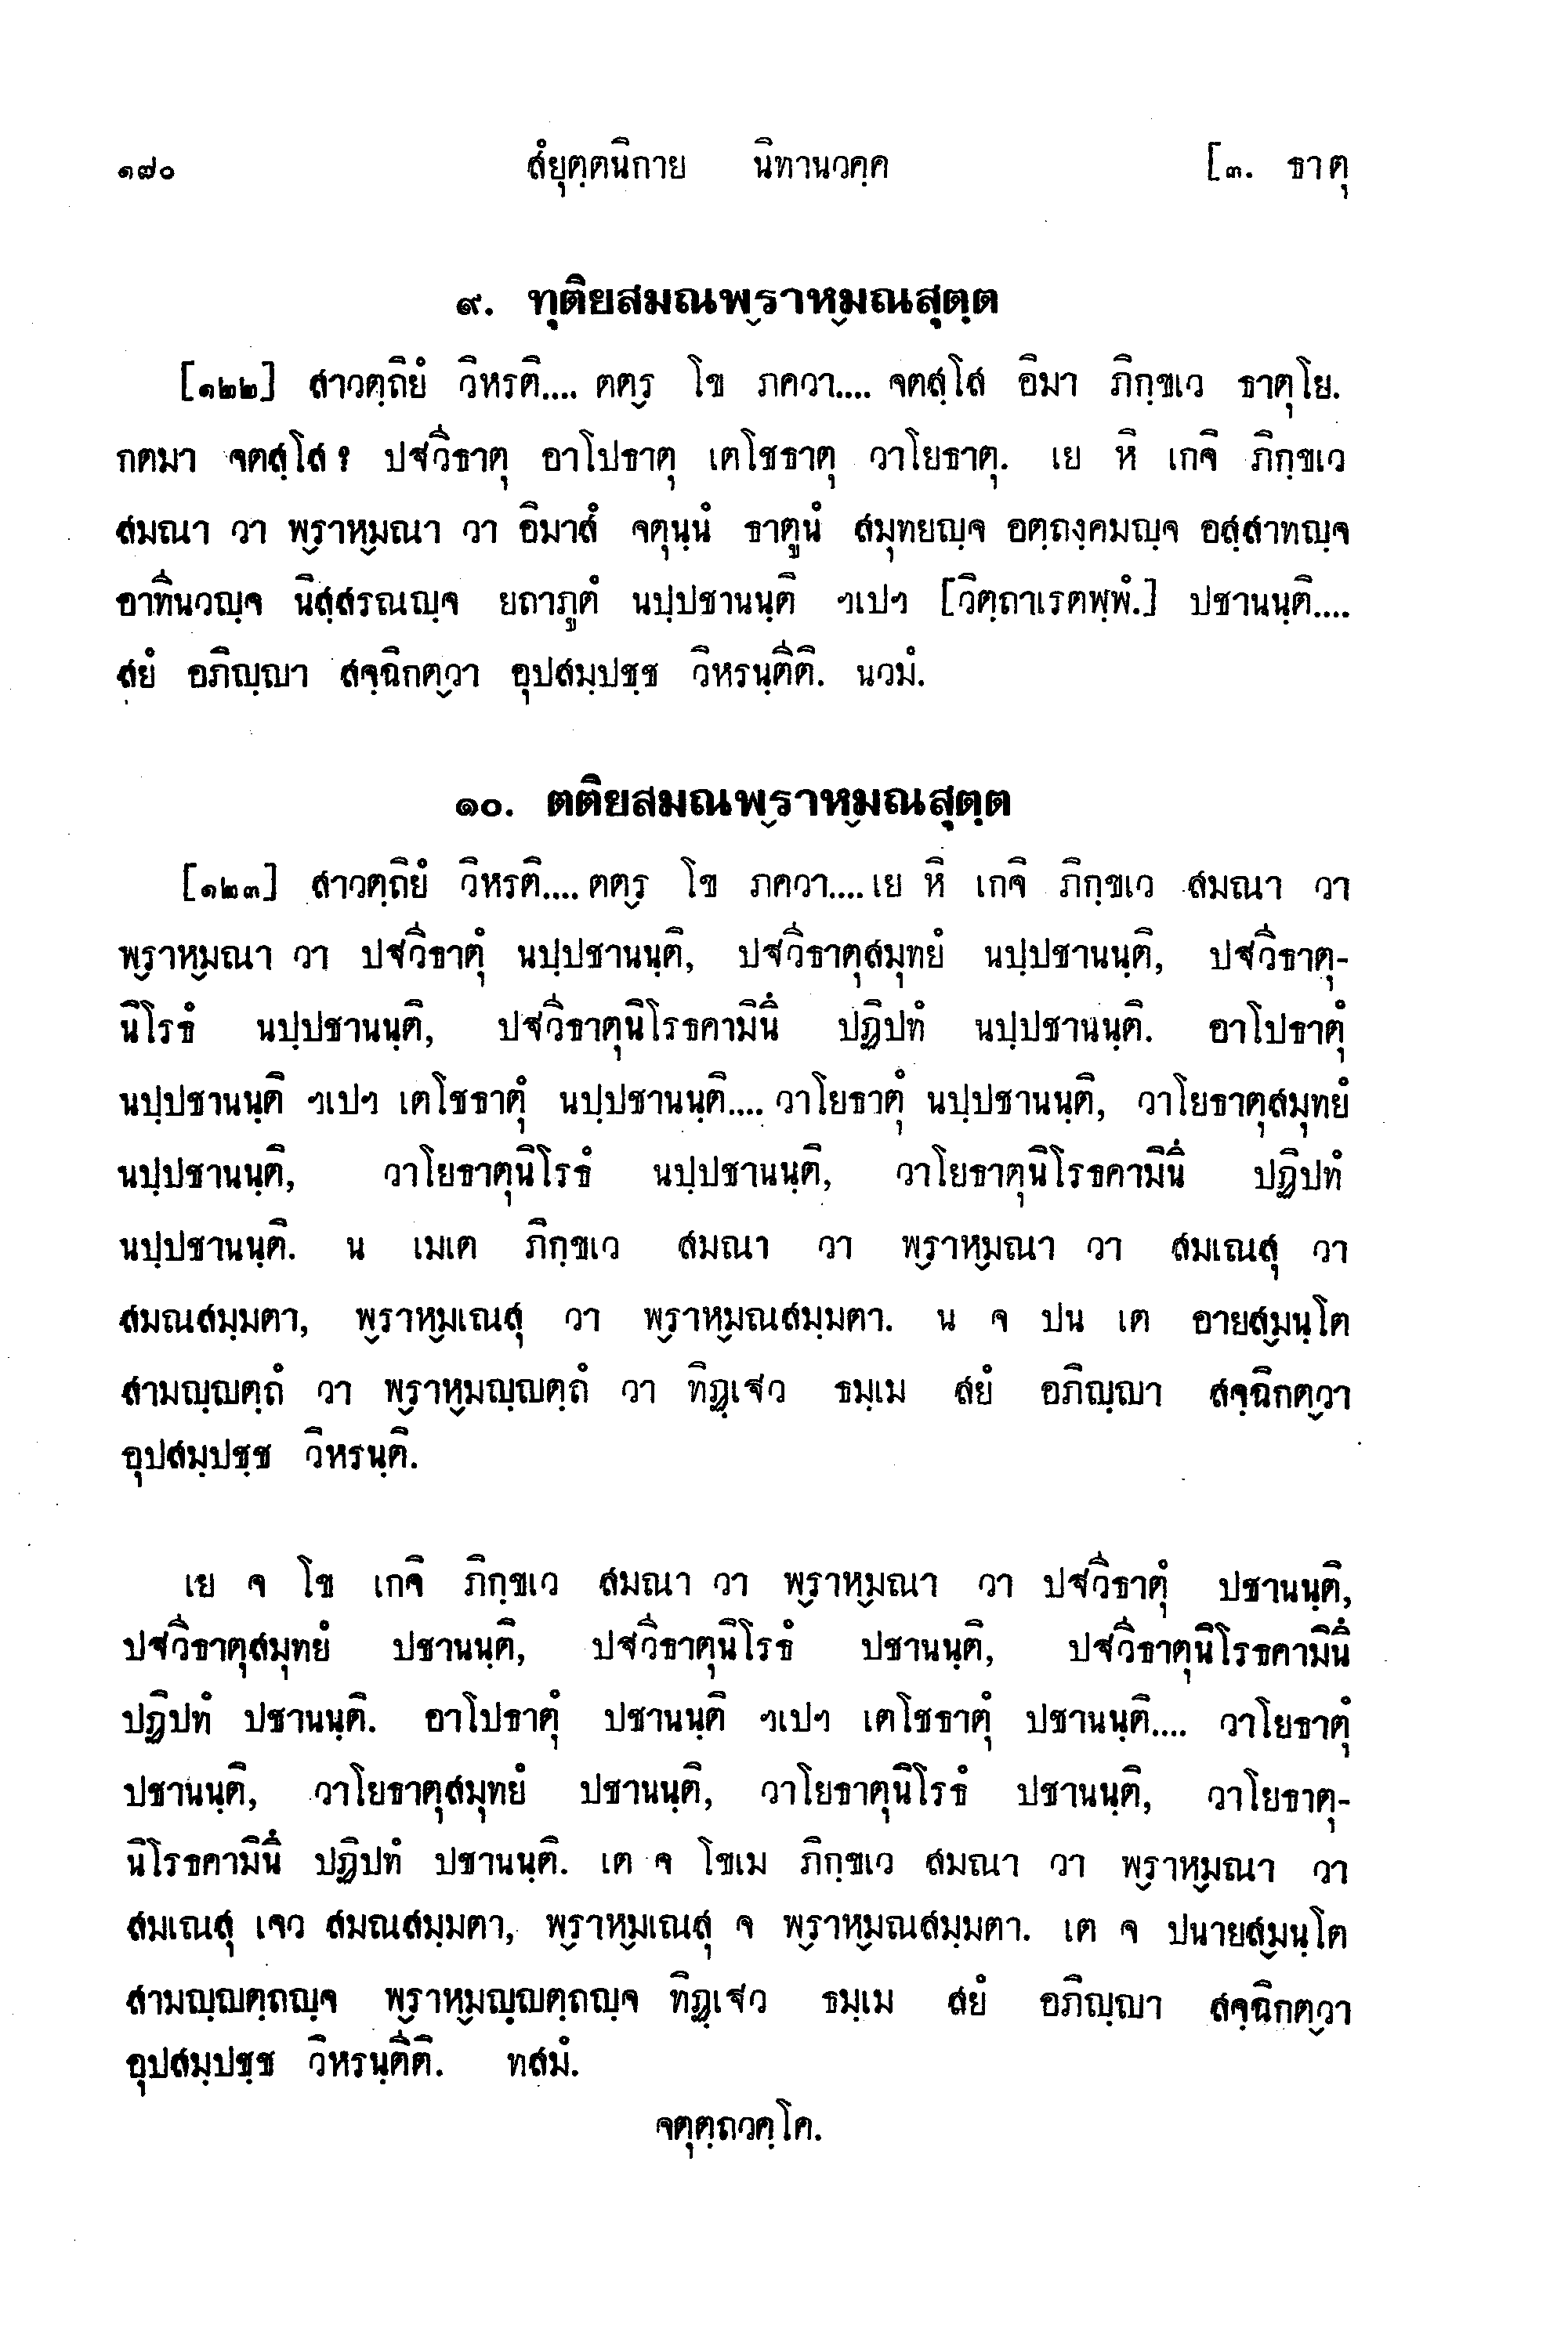 ๑๗๐ สํยุตฺตนิกาย นิทานวคฺค [๓. ธาตุ
๙. ทุติยสมณพฺราหฺมณสุตฺต
[๑๒๒] สาวตฺถิยํ วิหรติ.... ตตฺร โข ภควา.... จตสฺโส อิมา ภิกฺขเว ธาตุโย.
กตมา จตสฺโส? ปฐวีธาตุ อาโปธาตุ เตโชธาตุ วาโยธาตุ. เย หิ เกจิ ภิกฺขเว
สมณา วา พฺราหฺมณา วา อิมาสํ จตุนฺนํ ธาตูนํ สมุทยญฺจ อตฺถงฺคมญฺจ อสฺสาทญฺจ
อาทีนวญฺจ นิสฺสรณญฺจ ยถาภูตํ นปฺปชานนฺติ ฯเปฯ [วิตฺถาเรตพฺพํ.] ปชานนฺติ....
สยํ อภิญฺญา สจฺฉิกตฺวา อุปสมฺปชฺช วิหรนฺตีติ. นวมํ.
๑๐. ตติยสมณพฺราหฺมณสุตฺต
[๑๒๓] สาวตฺถิยํ วิหรติ.... ตตฺร โข ภควา.... เย หิ เกจิ ภิกฺขเว สมณา วา
พฺราหฺมณา วา ปฐวีธาตุํ นปฺปชานนฺติ, ปฐวีธาตุสมุทยํ นปฺปชานนฺติ, ปฐวีธาตุ-
นิโรธํ นปฺปชานนฺติ, ปฐวีธาตุนิโรธคามินึ ปฏิปทํ นปฺปชานนฺติ. อาโปธาตุํ
นปฺปชานนฺติ ฯเปฯ เตโชธาตุํ นปฺปชานนฺติ.... วาโยธาตุํ นปฺปชานนฺติ, วาโยธาตุสมุทยํ
นปฺปชานนฺติ, วาโยธาตุนิโรธํ นปฺปชานนฺติ, วาโยธาตุนิโรธคามินึ ปฏิปทํ
นปฺปชานนฺติ. น เมเต ภิกฺขเว สมณา วา พฺราหฺมณา วา สมเณสุ วา
สมณสมฺมตา, พฺราหฺมเณสุ วา พฺราหฺมณสมฺมตา. น จ ปน เต อายสฺมนฺโต
สามญฺญตฺถํ วา พฺราหฺมญฺญตฺถํ วา ทิฏฺเฐว ธมฺเม สยํ อภิญฺญา สจฺฉิกตฺวา
อุปสมฺปชฺช วิหรนฺติ.
เย จ โข เกจิ ภิกฺขเว สมณา วา พฺราหฺมณา วา ปฐวีธาตุํ ปชานนฺติ,
ปฐวีธาตุสมุทยํ ปชานนฺติ, ปฐวีธาตุนิโรธํ ปชานนฺติ, ปฐวีธาตุนิโรธคามินึ
ปฏิปทํ ปชานนฺติ. อาโปธาตุํ ปชานนฺติ ฯเปฯ เตโชธาตุํ ปชานนฺติ.... วาโยธาตุํ
ปชานนฺติ, วาโยธาตุสมุทยํ ปชานนฺติ, วาโยธาตุนิโรธํ ปชานนฺติ, วาโยธาตุ-
นิโรธคามินึ ปฏิปทํ ปชานนฺติ. เต จ โขเม ภิกฺขเว สมณา วา พฺราหฺมณา วา
สมเณสุ เจว สมณสมฺมตา, พฺราหฺมเณสุ จ พฺราหฺมณสมฺมตา. เต จ ปนายสฺมนฺโต
สามญฺญตฺถญฺจ พฺราหฺมญฺญตฺถญฺจ ทิฏฺเฐว ธมฺเม สยํ อภิญฺญา สจฺฉิกตฺวา
อุปสมฺปชฺช วิหรนฺตีติ. ทสมํ.
จตุตฺถวคฺโค.